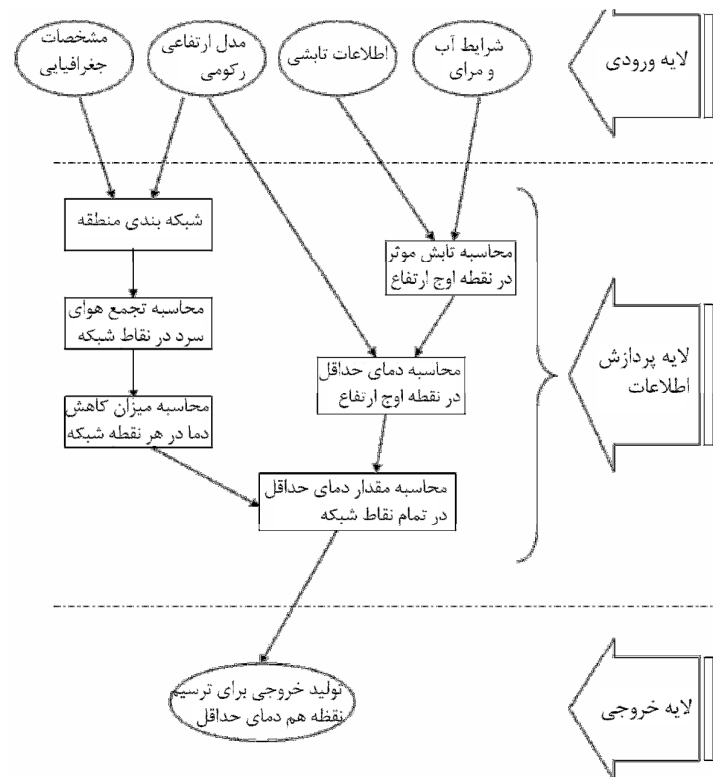 لایه ورودی
شرایط آب
و مرای
اطلاعات تابشی
مدل ارتفاعی
رکومی
مشخصات
جغرافیایی
شبکه بندی منطقه
محاسبه تابش موثر
در نقطه اوج ارتفاع
محاسبه تجمع هوای
سرد در نقاط شبکه
لایه پردازش
اطلاعات
محاسبه دمای حداقل
در نقطه اوج ارتفاع
محاسبه میزان کاهش
دما در هر نقطه شبکه
محاسبه مقدار دمای حداقل
در تمام نقاط شبکه
لایه خروجی
تولید خروجی برای ترسیم
نقطه هم دمای حداقل